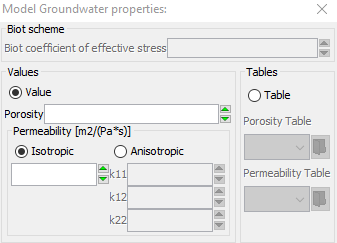 Model Groundwater properties:
Biot scheme
Biot coefficient of effective stress
Values
Value
Porosity
Permeability [m2/(Pa*s)]
Isotropic Anisotropic
k11
k12
k22
Tables
Table
Porosity Table
Permeability Table